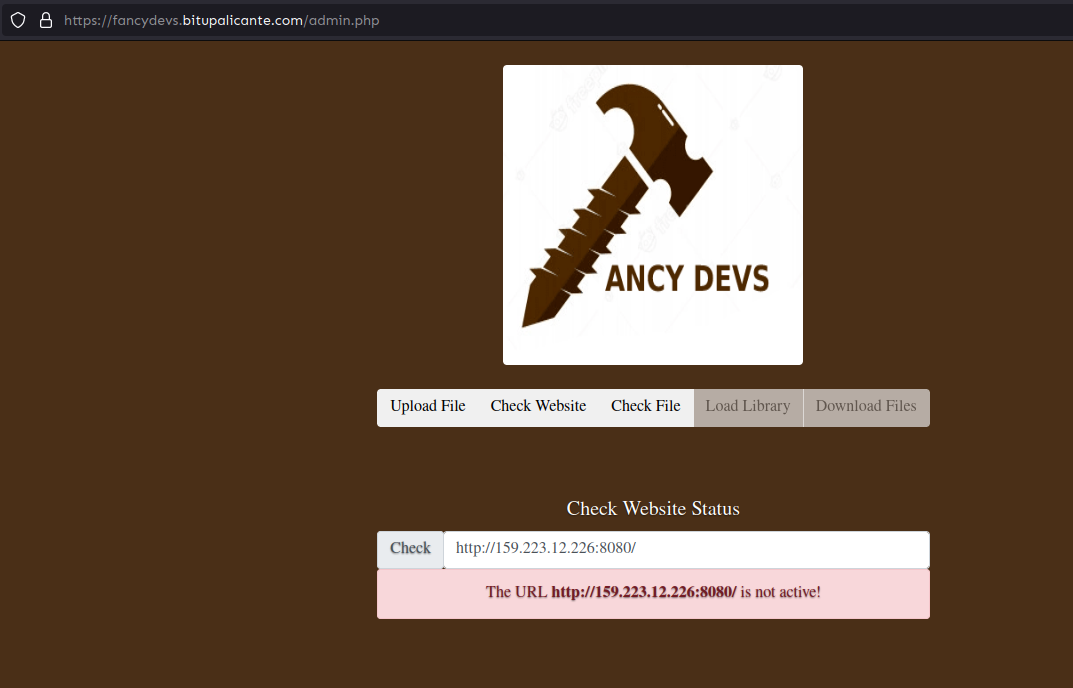 https://fancydevs.bitupalicante.com/admin.php
ANCY DEVS
Upload File Check Website Check File Load Library Download Files
Check Website Status
Check http://159.223.12.226:8080/
The URL http://159.223.12.226:8080/ is not active!